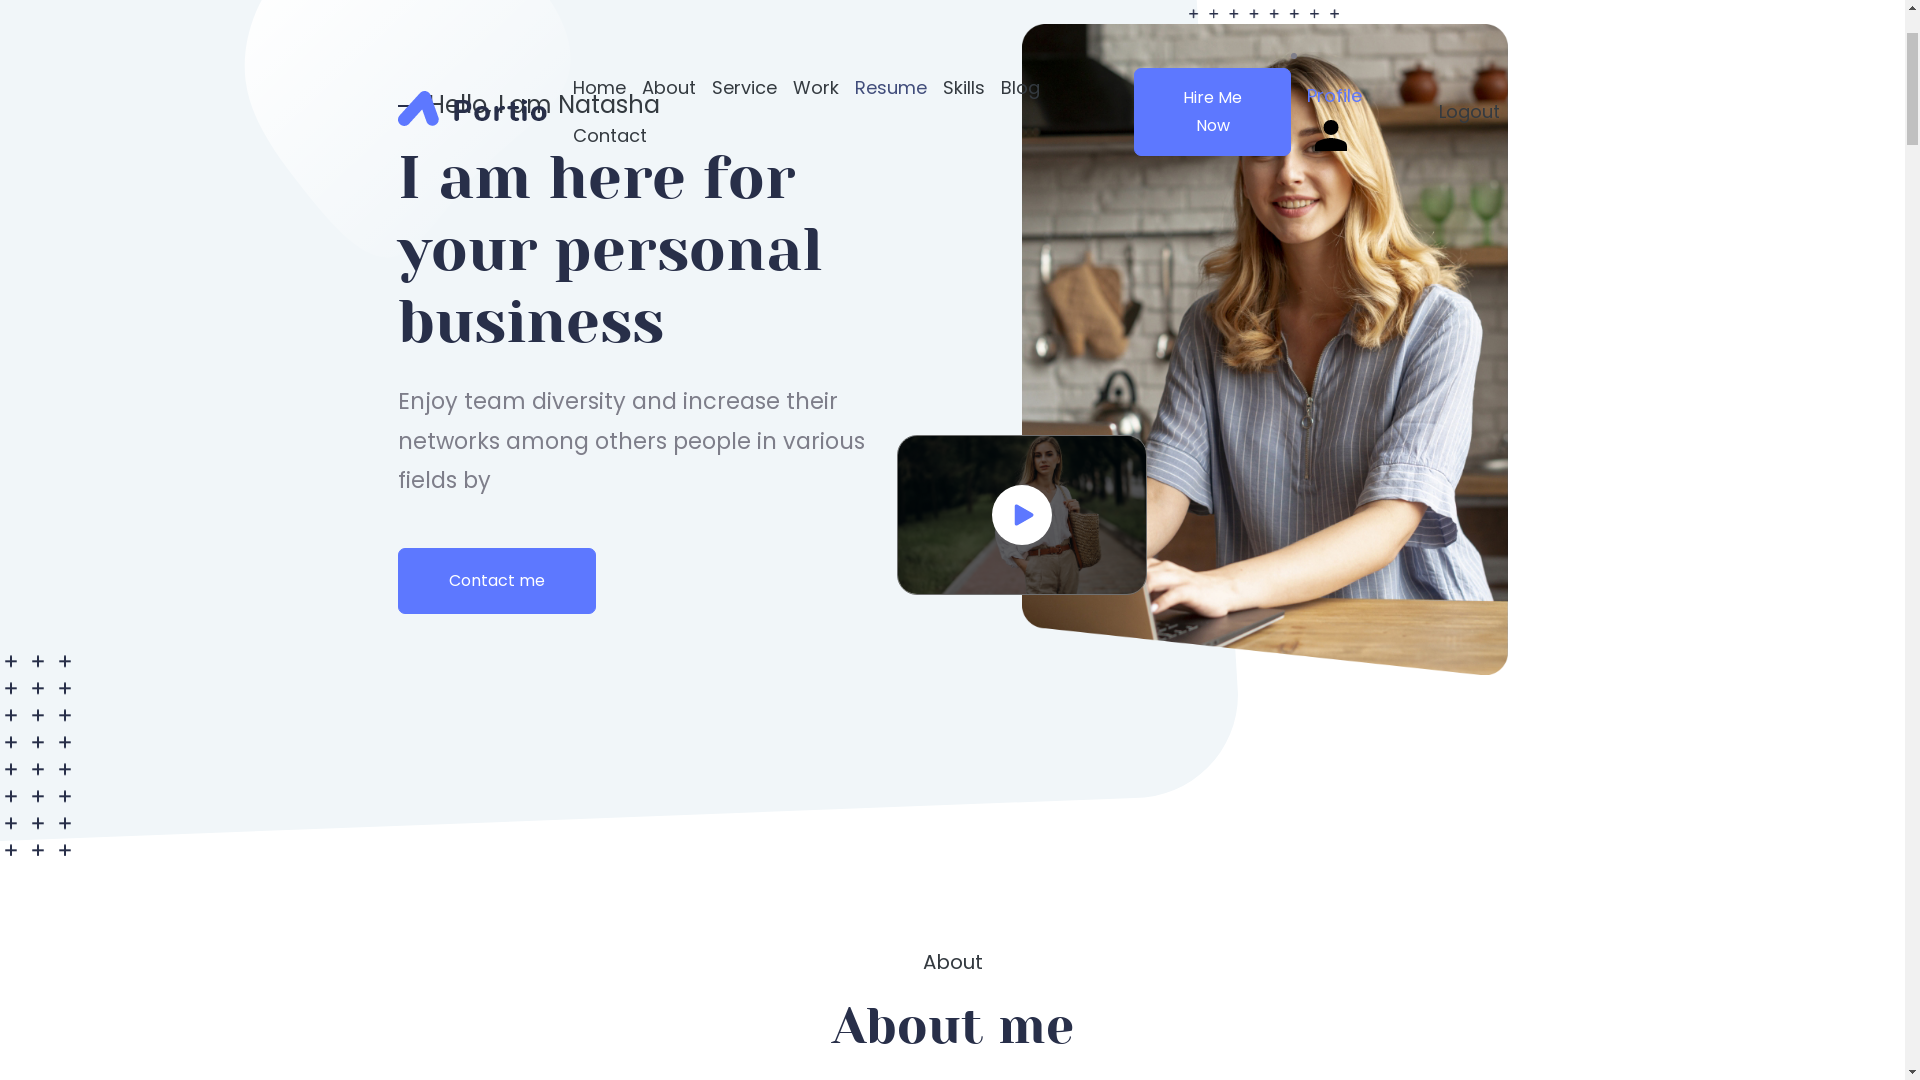 Portio
Home About Service Work Resume Skills Blog
Contact
Hire Me
Now
Profile
Logout
Hello, I am Natasha
I am here for
your personal
business
Enjoy team diversity and increase their
networks among others people in various
fields by
Contact me
About
About me